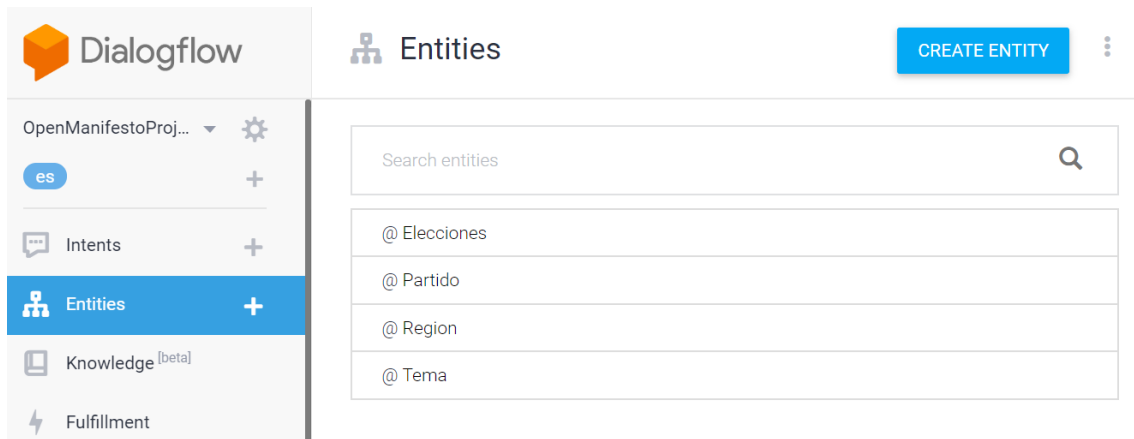 Dialogflow
OpenManifestoProj...
es
Intents
Entities
Knowledge [beta]
Fulfillment
Entities
CREATE ENTITY
Search entities
@ Elecciones
@ Partido
@ Region
@ Tema